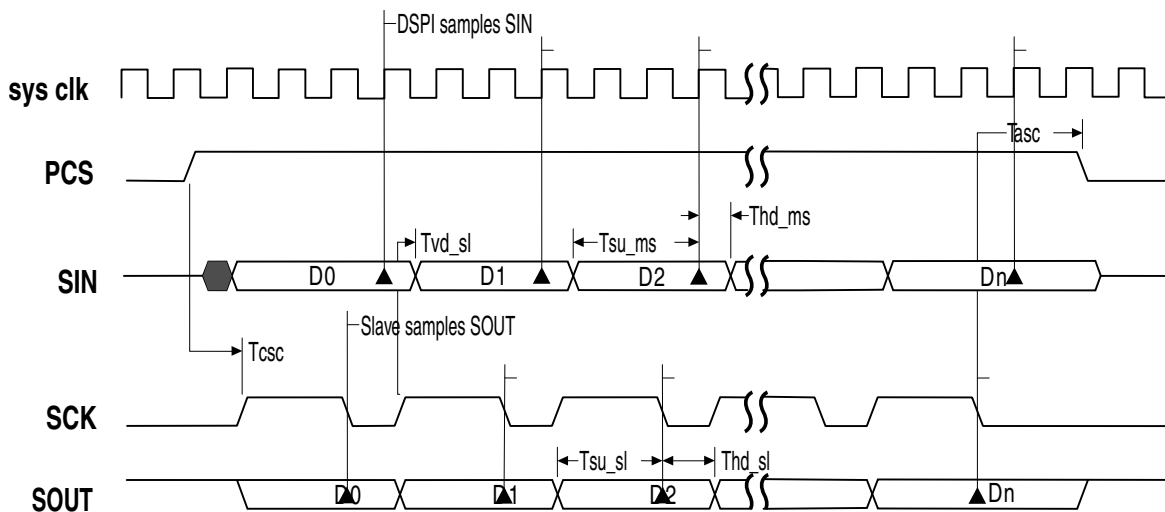 DSPI samples SIN
sys clk
Tasc
PCS
Thd_ms
Tvd_sl
Tsu_ms
SIN
D0
D1
D2
Dn
Slave samples SOUT
Tcsc
SCK
Tsu_sl
Thd_sl
SOUT
D0
D1
D2
Dn